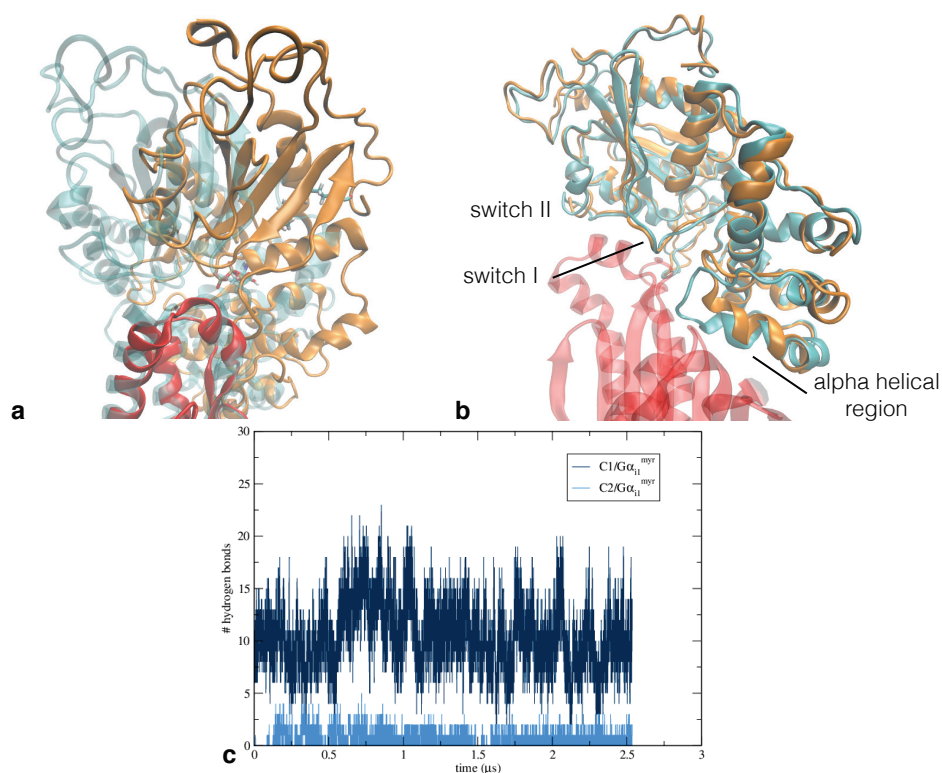 switch II
switch I
alpha helical
region
a
b
30
25
20
15
10
5
0
# hydrogen bonds
C1/Gαi1myr
C2/Gαi1myr
0
0.5
1
1.5
2
2.5
3
time (μs)
c